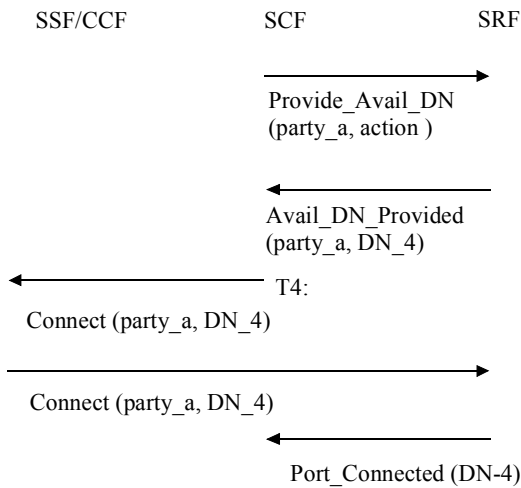 SSF/CCF SCF SRF
Provide_Avail_DN
(party_a, action )
Avail_DN_Provided
(party_a, DN_4)
T4:
Connect (party_a, DN_4)
Connect (party_a, DN_4)
Port_Connected (DN-4)